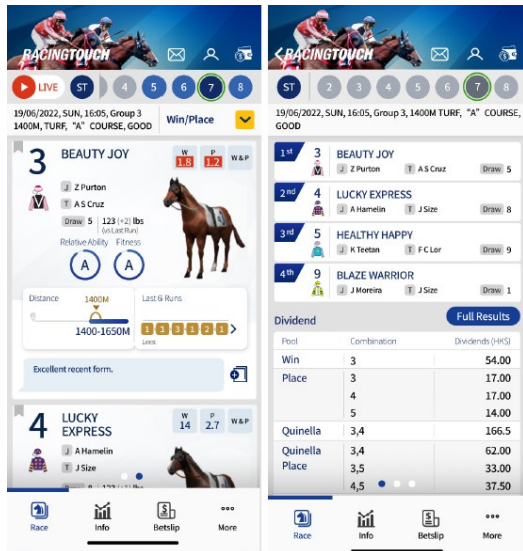 RACINGTOUCH
LIVE
ST
4
5
6
7
8
19/06/2022, SUN, 16:05, Group 3
1400M, TURF, "A" COURSE, GOOD
Win/Place
3
BEAUTY JOY
W
1.8
P
1.2
W & P
J Z Purton
T A S Cruz
Draw 5 123 (+2) lbs
(vs Last Run)
Relative Ability Fitness
A A
Distance 1400M
1400-1650M
Last 6 Runs
1 1 3 1 2 1
Latest
Excellent recent form.
4
LUCKY
EXPRESS
W
14
P
2.7
W & P
J A Hamelin
T J Size
Race Info Betslip More
RACINGTOUCH
ST
2
3
4
5
6
7
8
19/06/2022, SUN, 16:05, Group 3, 1400M TURF, "A" COURSE,
GOOD
1st 3 BEAUTY JOY
J Z Purton T A S Cruz Draw 5
2nd 4 LUCKY EXPRESS
J A Hamelin T J Size Draw 8
3rd 5 HEALTHY HAPPY
J K Teetan T F C Lor Draw 9
4th 9 BLAZE WARRIOR
J J Moreira T J Size Draw 1
Dividend
Full Results
Pool Combination Dividends (HK$)
Win 3 54.00
Place 3 17.00
4 17.00
5 14.00
Quinella 3,4 166.5
Quinella 3,4 62.00
Place 3,5 33.00
4,5 37.50
Race Info Betslip More